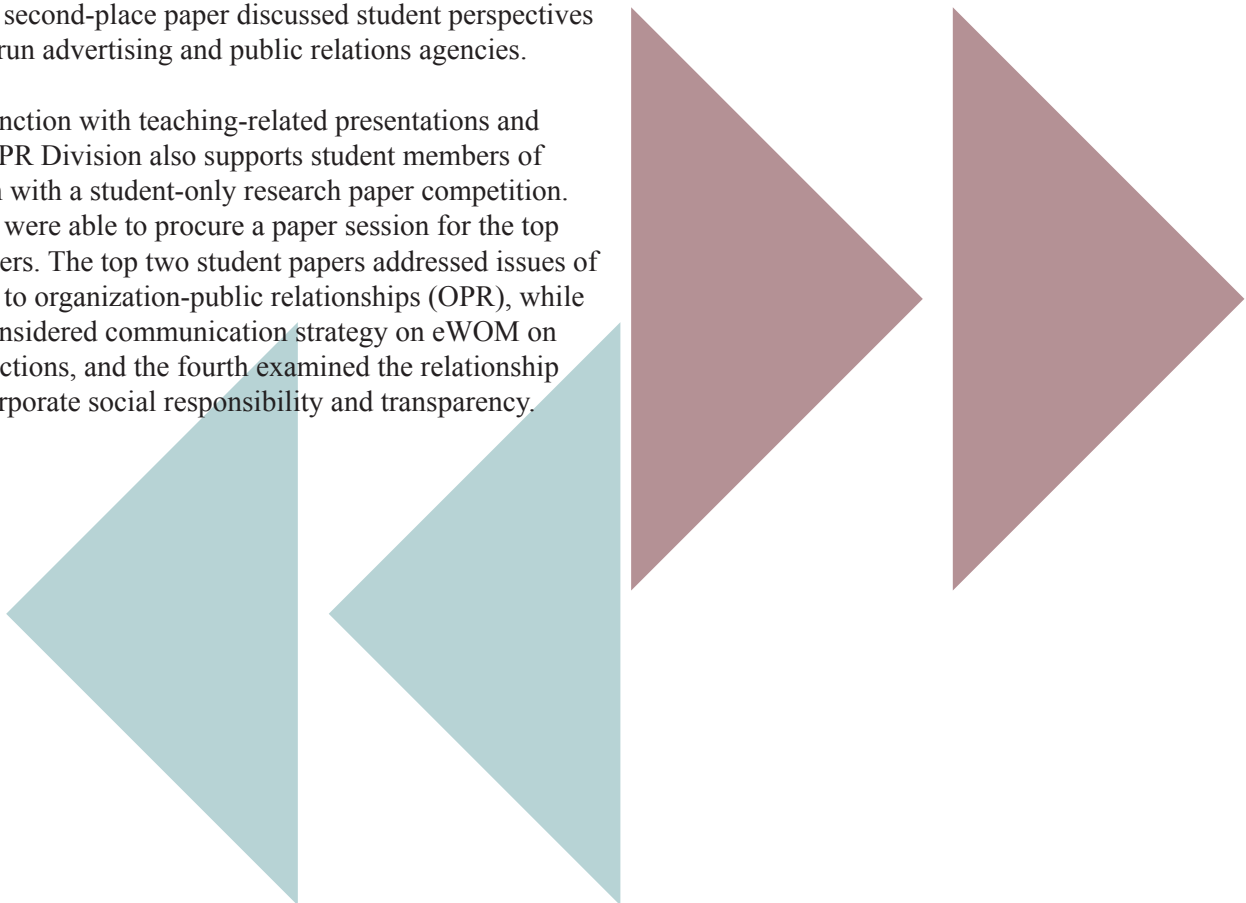 second-place paper discussed student perspectives
run advertising and public relations agencies.
nction with teaching-related presentations and
PR Division also supports student members of
with a student-only research paper competition.
were able to procure a paper session for the top
ers. The top two student papers addressed issues of
to organization-public relationships (OPR), while
nsidered communication strategy on eWOM on
ctions, and the fourth examined the relationship
rporate social responsibility and transparency.